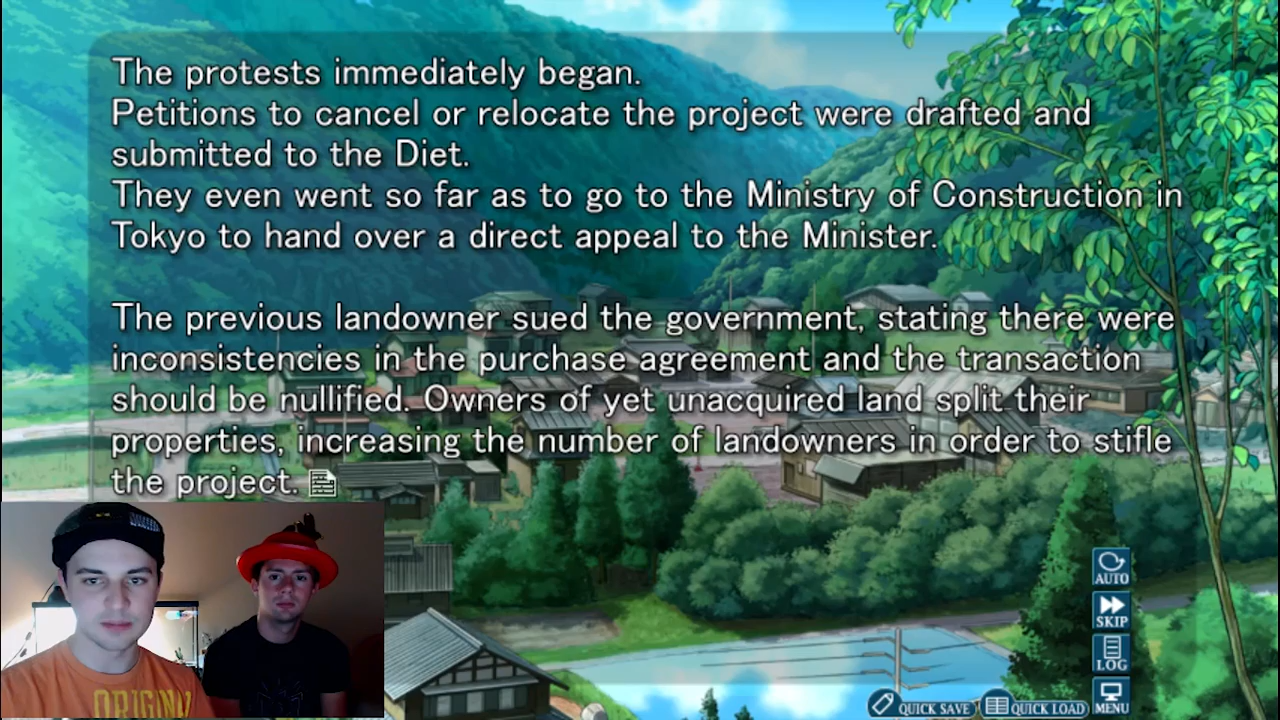 The protests immediately began.
Petitions to cancel or relocate the project were drafted and
submitted to the Diet.
They even went so far as to go to the Ministry of Construction in
Tokyo to hand over a direct appeal to the Minister.
The previous landowner sued the government, stating there were
inconsistencies in the purchase agreement and the transaction
should be nullified. Owners of yet unacquired land split their
properties, increasing the number of landowners in order to stifle
the project.
AUTO
SKIP
LOG
MENU
QUICK SAVE
QUICK LOAD